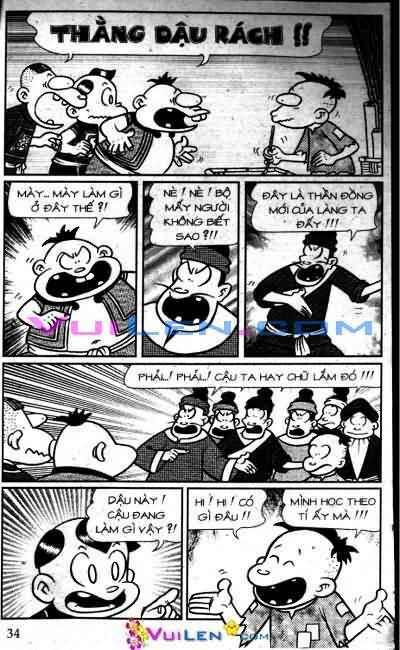 THẰNG DẬU RÁCH !!
MÀY... MÀY LÀM GÌ
Ở ĐÂY THẾ ?!
NÈ ! NÈ ! BỘ
MẤY NGƯỜI
KHÔNG BIẾT
SAO ?!!
ĐÂY LÀ THẦN ĐỒNG
MỚI CỦA LÀNG TA
ĐẤY !!!
VUILEN.COM
PHẢI..! PHẢI..! CẬU TA HAY CHỮ LẮM ĐÓ !!!
DẬU NÀY !
CẬU ĐANG
LÀM GÌ VẬY ?!
HI ! HI ! CÓ
GÌ ĐÂU !!
MÌNH HỌC THEO
TÍ ẤY MÀ !!!
34
VUILEN.COM